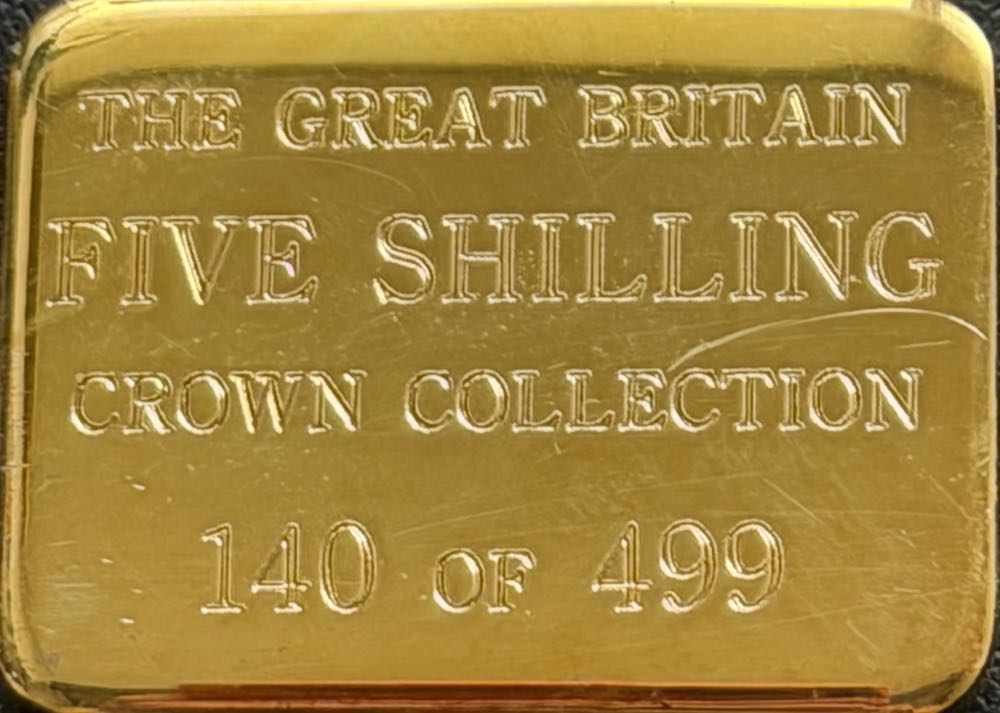 THE GREAT BRITAIN
FIVE SHILLING
CROWN COLLECTION
140 OF 499